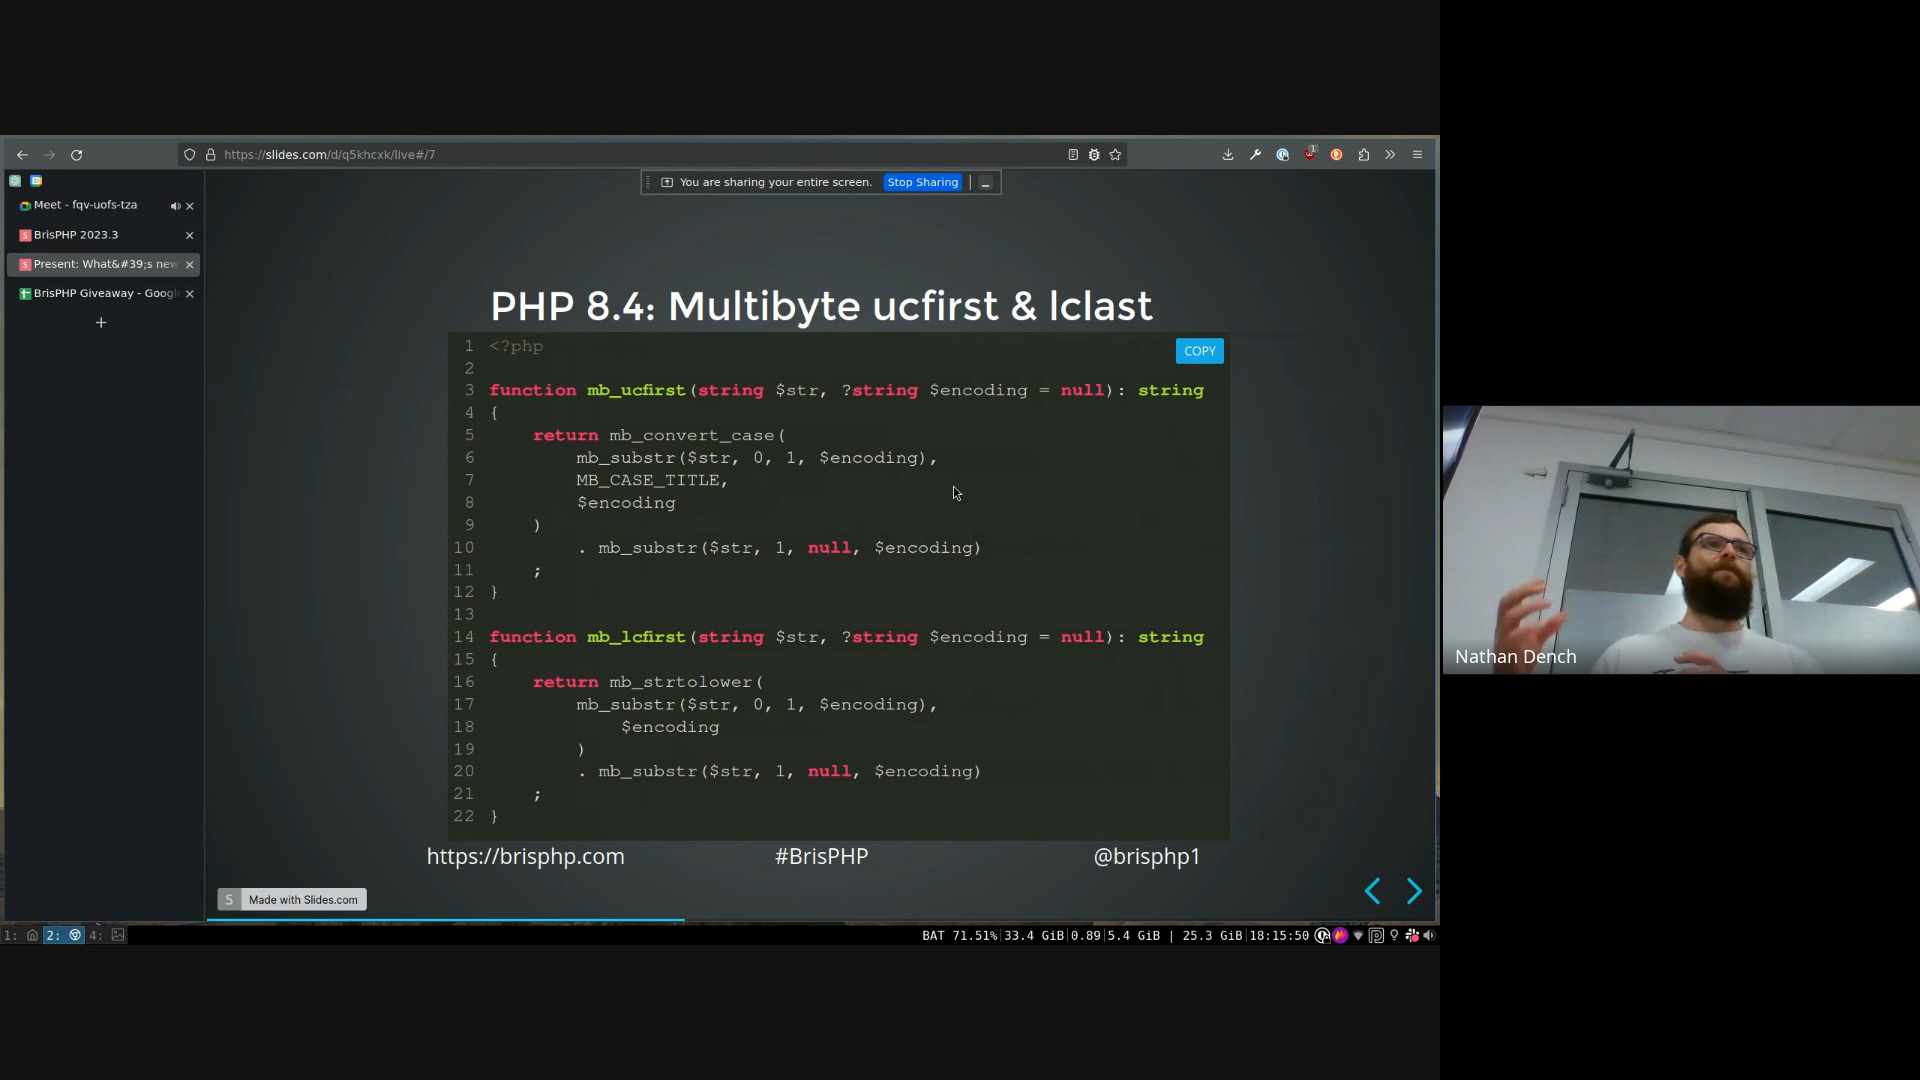 https://slides.com/d/q5khcxk/live#/7
1
You are sharing your entire screen. Stop Sharing
Meet - fqv-uofs-tza
BrisPHP 2023.3
Present: What&#39;s new
BrisPHP Giveaway - Googl
PHP 8.4: Multibyte ucfirst & lclast
COPY
1 <?php
2
3 function mb_ucfirst(string $str, ?string $encoding = null): string
4 {
5 return mb_convert_case(
6 mb_substr($str, 0, 1, $encoding),
7 MB_CASE_TITLE,
8 $encoding
9 )
10 . mb_substr($str, 1, null, $encoding)
11 ;
12 }
13
14 function mb_lcfirst(string $str, ?string $encoding = null): string
15 {
16 return mb_strtolower(
17 mb_substr($str, 0, 1, $encoding),
18 $encoding
19 )
20 . mb_substr($str, 1, null, $encoding)
21 ;
22 }
https://brisphp.com #BrisPHP @brisphp1
S Made with Slides.com
1: 2: 4: BAT 71.51%|33.4 GiB|0.89|5.4 GiB | 25.3 GiB|18:15:50
Nathan Dench